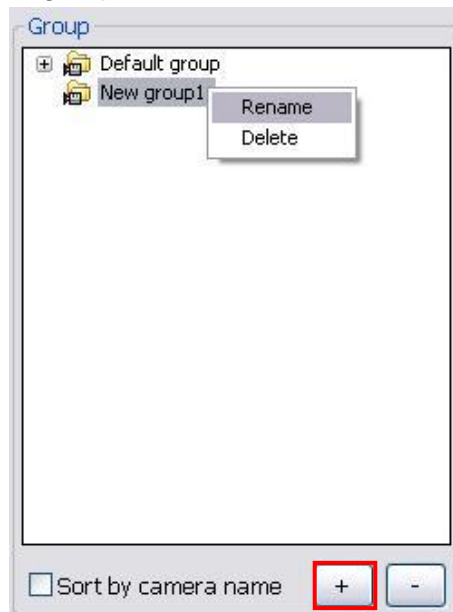 Group
Default group
New group1
Rename
Delete
Sort by camera name + -